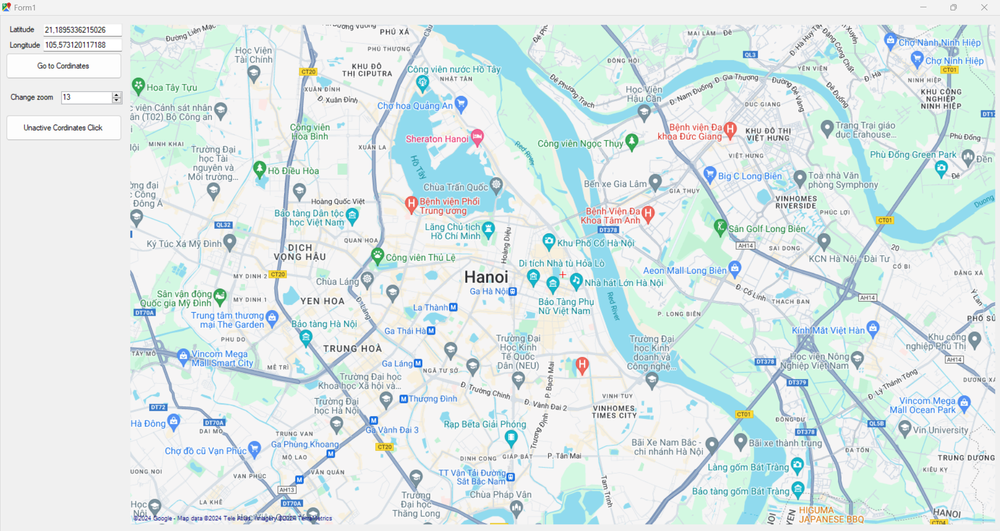 Form1
Latitude
21,1895336215026
Longitude
105,573120117188
Go to Cordinates
Change zoom
13
Unactive Cordinates Click
Đường Liên Mạc
PHÚ XÁ
PHÚ THƯỢNG
Học Viện
Tài Chính
CT20
KHU ĐÔ
THỊ CIPUTRA
Công viên nước Hồ Tây
NHẬT TÂN
Hoa Tây Tựu
XUÂN ĐỈNH
Đ. Xuân Đỉnh
Chợ hoa Quảng An
c viên Cảnh sát nhân
ân (T02) Bộ Công an
Công viên
Hòa Bình
MINH KHAI
XUÂN LA
Sheraton Hanoi
Hồ Tây
Red River
Trường Đại
học Tài
nguyên và
Môi trường...
Hồ Điều Hòa
Chùa Trấn Quốc
ờng đại
c Công
Đông Á
Hoàng Quốc Việt
Bệnh viện Phổi
Trung ương
Bảo tàng Dân tộc
học Việt Nam
QL32
Lăng Chủ tịch
Hồ Chí Minh
Hoàng Diệu
Ký Túc Xá Mỹ Đình
DỊCH
VỌNG HẬU
QUAN HOA
Công viên Thủ Lệ
MY DINH 2
CT20
Chùa Láng
Hanoi
Ga Hà Nội
Sân vận động
Quốc gia Mỹ Đình
MY DINH 1
YEN HOA
Đ. Láng
La Thành
DT70A
Trung tâm thương
mại The Garden
Bảo tàng Hà Nội
Ga Thái Hà
PHU DO
TRUNG HOÀ
TÂY MỖ
Vincom Mega
Mall Smart City
MỄ TRÌ
Ga Láng
NGÃ TƯ SỞ
Trường Đại học
Khoa học Xã hội và...
Thượng Đình
Trường Đại
học Hà Nội
DT72
Hà Đông
DT70A
DAI MO
TRUNG VAN
Ga Vành Đai 3
Ga Phùng Khoang
Chợ đồ cũ Vạn Phúc
MỘ LAO
CT20
VẠN PHÚC
VĂN QUÁN
AH13
LA KHÊ
DT70A
Học
Nội
©2024 Google - Map data ©2024 Tele Atlas, Imagery ©2024 TerraMetrics
Đ. Trường Chinh
Đ. Vành Đai 2
P. Bạch Mai
Trương Định
Rạp Beta Giải Phóng
DINH CONG
GIÁP BÁT
P. Tân Mai
TT Vận Tải Đường
Sắt Bắc Nam
Chùa Pháp Vân
Trường
Đại học
Thăng Long
Tam Trinh
Trường Đại
Học Kinh
Tế Quốc
Dân (NEU)
Di tích Nhà tù Hỏa Lò
Khu Phố Cổ Hà Nội
Nhà hát Lớn Hà Nội
Bảo Tàng Phụ
Nữ Việt Nam
Red River
Trường Đại
học Kinh
doanh và
Công nghệ...
VINH TUY
VINHOMES
TIMES CITY
MAI LÂM
Đê
ĐÔNG HỘI
QL3
Đ. Hà Huy Tập
Đặng Công Chất
Chợ Nành Ninh Hiệp
Chợ Ninh Hiệp
CT01
YÊN VIÊN
Đ. Hà
NINH HIỆP
KHU CÔNG
NGHIỆP
NINH HIỆP
Đê Phương Trạch
Đ. Nam Đuống
Đ. Gia Thượng
Đường Đê Vàng
Đê Đuống
Học Viện
Hậu Cần
DUC GIANG
Bệnh viện Đa
khoa Đức Giang
KHU ĐÔ THỊ
VIỆT HƯNG
Trang Trại giáo
dục Erahouse...
Phù Đổng
Công viên Ngọc Thụy
VIỆT HƯNG
Phù Đổng Green Park
Đền
Đê
Big C Long Biên
Toà nhà Văn
phòng Symphony
Bến xe Gia Lâm
GIA THUY
VINHOMES
RIVERSIDE
PHÚC LỢI
Duong
Bệnh Viện Đa
Khoa Tâm Anh
DT378
CT01
Sân Golf Long Biên
AH14
SAI DONG
20
KCN Hà Nội - Đài Tư
CỔ BI
ĐẶNG XÁ
Aeon Mall Long Biên
Đ. Cổ Linh
THACH BAN
AH14
Ỷ Lan
P. LONG BIÊN
Kính Mắt Việt Hàn
Khu công
nghiệp Phú Thị
AH14
DT378
Học viện Nông
Nghiệp Việt Nam
DT379
Đ. Lý Thánh Tông
Vincom Mega
Mall Ocean Park
CT01
ĐÔNG DƯ
DT378
QL5B
Vin University
Bãi Xe Nam Bắc -
chi nhánh Hà Nội
Bãi xe thành trung
ĐA TỐN
TRUNG DƯƠNG
Làng gốm Bát Tràng
KIÊU KỴ
Bảo tàng gốm Bát Tràng
HIGUMA
JAPANESE BBQ
HANOI
CT04